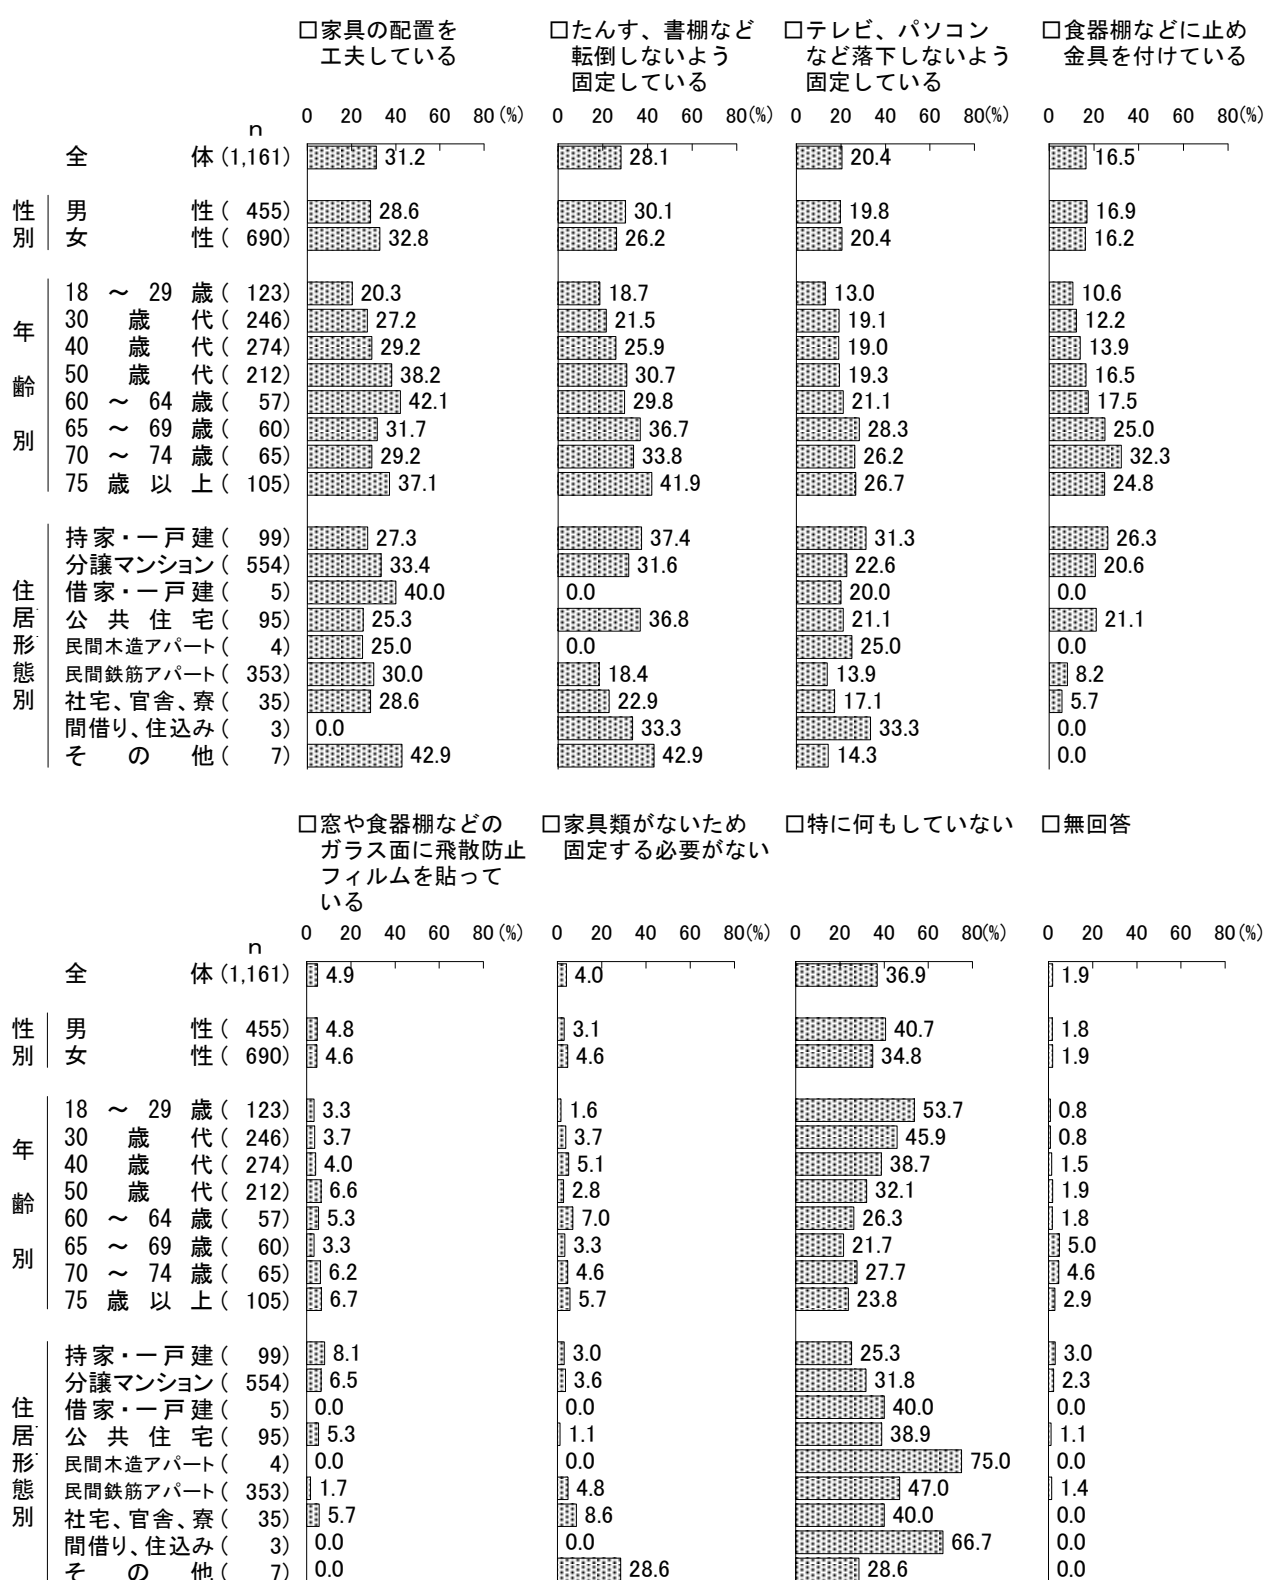 □家具の配置を
工夫している
□たんす、書棚など
転倒しないよう
固定している
□テレビ、パソコン
など落下しないよう
固定している
□食器棚などに止め
金具を付けている
n
0 20 40 60 80(%) 0 20 40 60 80(%) 0 20 40 60 80(%) 0 20 40 60 80(%)
全体(1,161) 31.2 28.1 20.4 16.5
性別
男性( 455) 28.6 30.1 19.8 16.9
女性( 690) 32.8 26.2 20.4 16.2
年齢別
18 ～ 29 歳( 123) 20.3 18.7 13.0 10.6
30 歳代( 246) 27.2 21.5 19.1 12.2
40 歳代( 274) 29.2 25.9 19.0 13.9
50 歳代( 212) 38.2 30.7 19.3 16.5
60 ～ 64 歳( 57) 42.1 29.8 21.1 17.5
65 ～ 69 歳( 60) 31.7 36.7 28.3 25.0
70 ～ 74 歳( 65) 29.2 33.8 26.2 32.3
75 歳以上( 105) 37.1 41.9 26.7 24.8
住居形態別
持家・一戸建( 99) 27.3 37.4 31.3 26.3
分譲マンション( 554) 33.4 31.6 22.6 20.6
借家・一戸建( 5) 40.0 0.0 20.0 0.0
公共住宅( 95) 25.3 36.8 21.1 21.1
民間木造アパート( 4) 25.0 0.0 25.0 0.0
民間鉄筋アパート( 353) 30.0 18.4 13.9 8.2
社宅、官舎、寮( 35) 28.6 22.9 17.1 5.7
間借り、住込み( 3) 0.0 33.3 33.3 0.0
その他( 7) 42.9 42.9 14.3 0.0
□窓や食器棚などの
ガラス面に飛散防止
フィルムを貼って
いる
□家具類がないため
固定する必要がない
□特に何もしていない
□無回答
n
0 20 40 60 80(%) 0 20 40 60 80(%) 0 20 40 60 80(%) 0 20 40 60 80(%)
全体(1,161) 4.9 4.0 36.9 1.9
性別
男性( 455) 4.8 3.1 40.7 1.8
女性( 690) 4.6 4.6 34.8 1.9
年齢別
18 ～ 29 歳( 123) 3.3 1.6 53.7 0.8
30 歳代( 246) 3.7 3.7 45.9 0.8
40 歳代( 274) 4.0 5.1 38.7 1.5
50 歳代( 212) 6.6 2.8 32.1 1.9
60 ～ 64 歳( 57) 5.3 7.0 26.3 1.8
65 ～ 69 歳( 60) 3.3 3.3 21.7 5.0
70 ～ 74 歳( 65) 6.2 4.6 27.7 4.6
75 歳以上( 105) 6.7 5.7 23.8 2.9
住居形態別
持家・一戸建( 99) 8.1 3.0 25.3 3.0
分譲マンション( 554) 6.5 3.6 31.8 2.3
借家・一戸建( 5) 0.0 0.0 40.0 0.0
公共住宅( 95) 5.3 1.1 38.9 1.1
民間木造アパート( 4) 0.0 0.0 75.0 0.0
民間鉄筋アパート( 353) 1.7 4.8 47.0 1.4
社宅、官舎、寮( 35) 5.7 8.6 40.0 0.0
間借り、住込み( 3) 0.0 0.0 66.7 0.0
その他( 7) 0.0 28.6 28.6 0.0